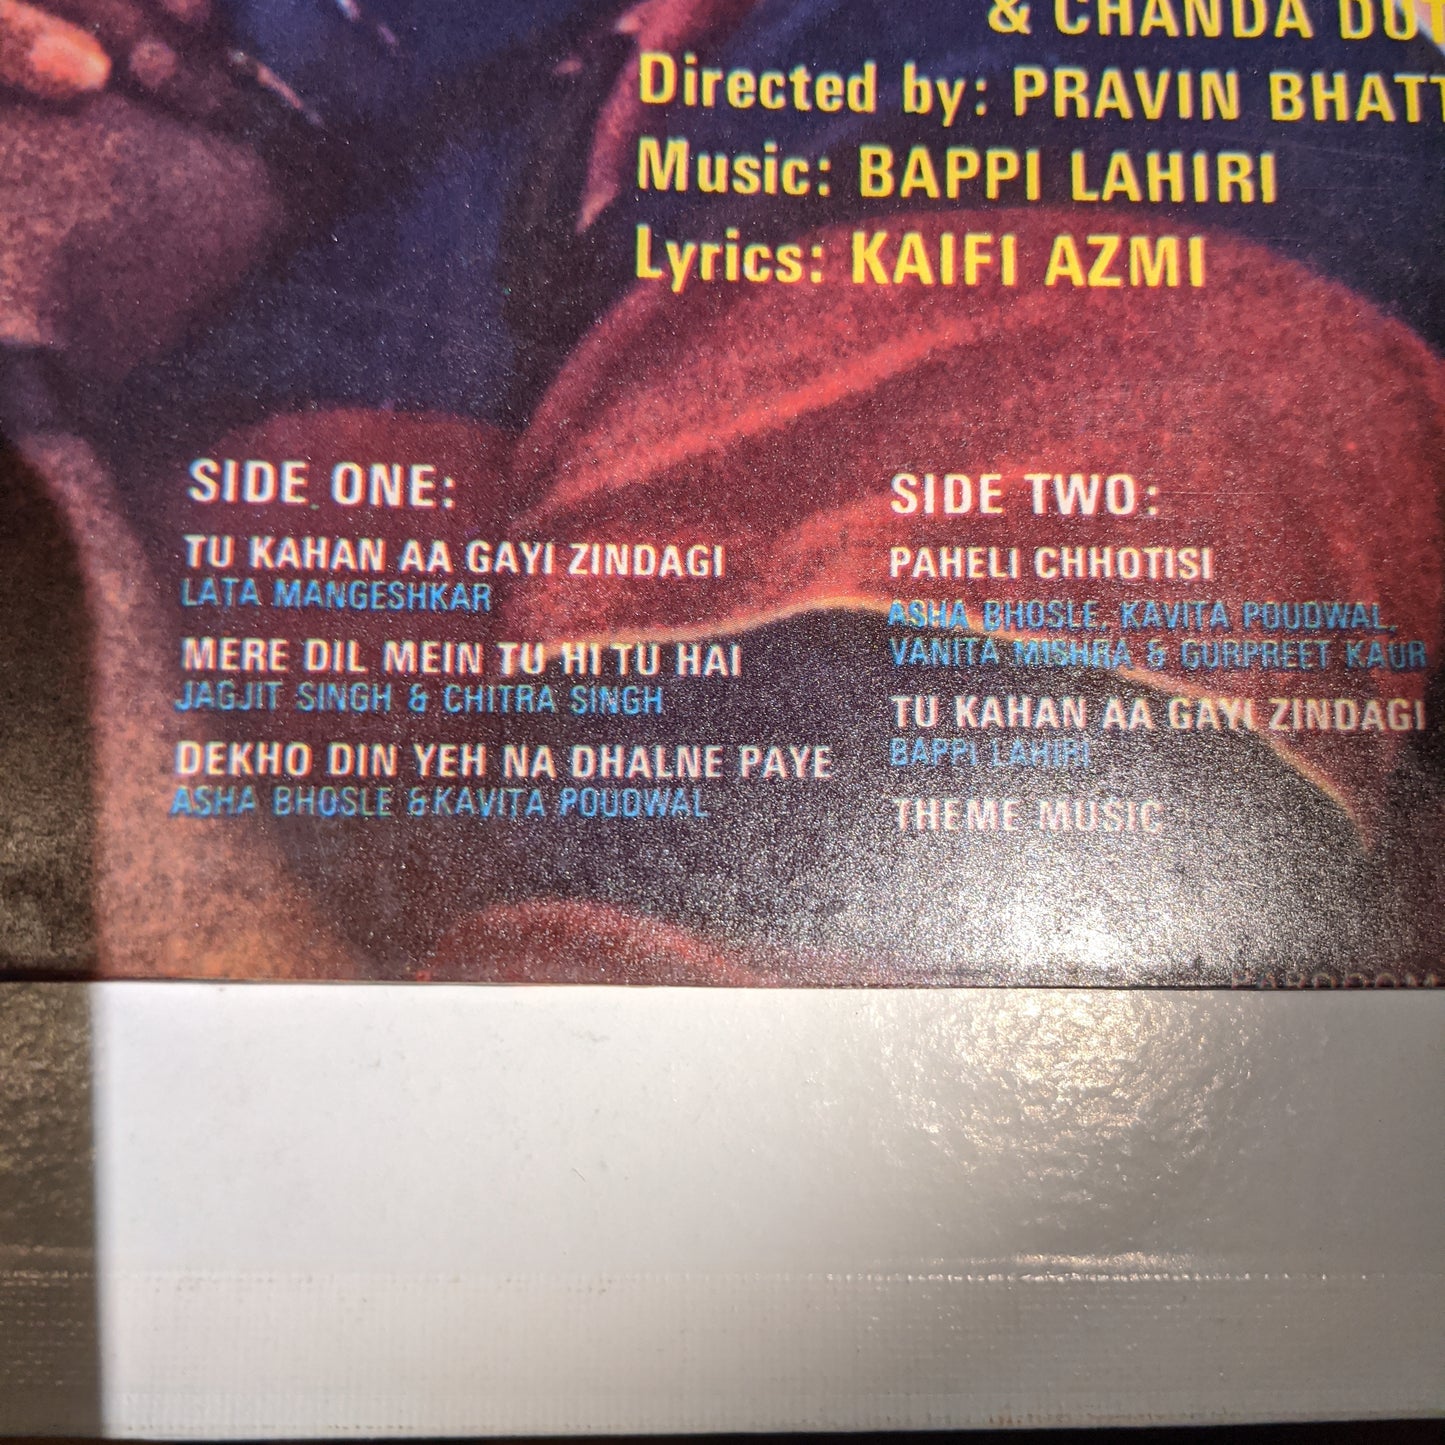 & CHANDA DUT
Directed by: PRAVIN BHATT
Music: BAPPI LAHIRI
Lyrics: KAIFI AZMI
SIDE ONE:
TU KAHAN AA GAYI ZINDAGI
LATA MANGESHKAR
MERE DIL MEIN TU HI TU HAI
JAGJIT SINGH & CHITRA SINGH
DEKHO DIN YEH NA DHALNE PAYE
ASHA BHOSLE & KAVITA POUDWAL
SIDE TWO:
PAHELI CHHOTISI
ASHA BHOSLE, KAVITA POUDWAL,
VANITA MISHRA & GURPREET KAUR
TU KAHAN AA GAYI ZINDAGI
BAPPI LAHIRI
THEME MUSIC